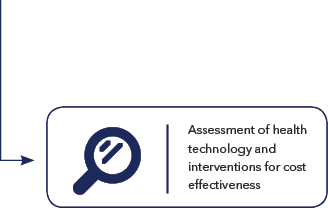 Assessment of health
technology and
interventions for cost
effectiveness